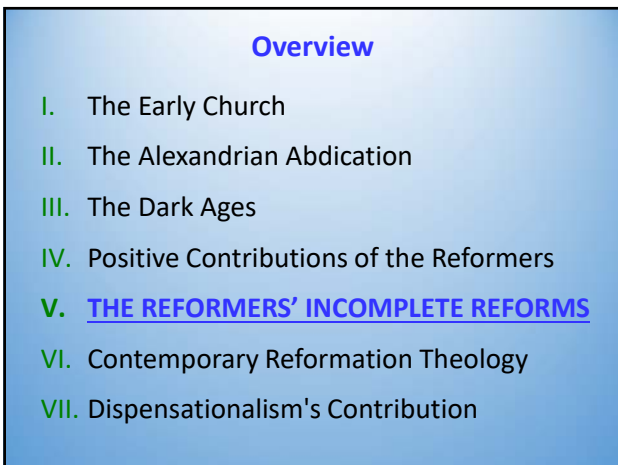 Overview
I. The Early Church
II. The Alexandrian Abdication
III. The Dark Ages
IV. Positive Contributions of the Reformers
V. THE REFORMERS’ INCOMPLETE REFORMS
VI. Contemporary Reformation Theology
VII. Dispensationalism's Contribution